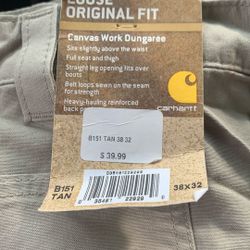 LOOSE
ORIGINAL FIT
Canvas Work Dungaree
Sits slightly above the waist
Full seat and thigh
Straight leg opening fits over
boots
Belt loops sewn on the seam
for strength
Heavy-hauling reinforced
back
carhartt
B151 TAN 38 32
$ 39.99
B151
TAN
38X32